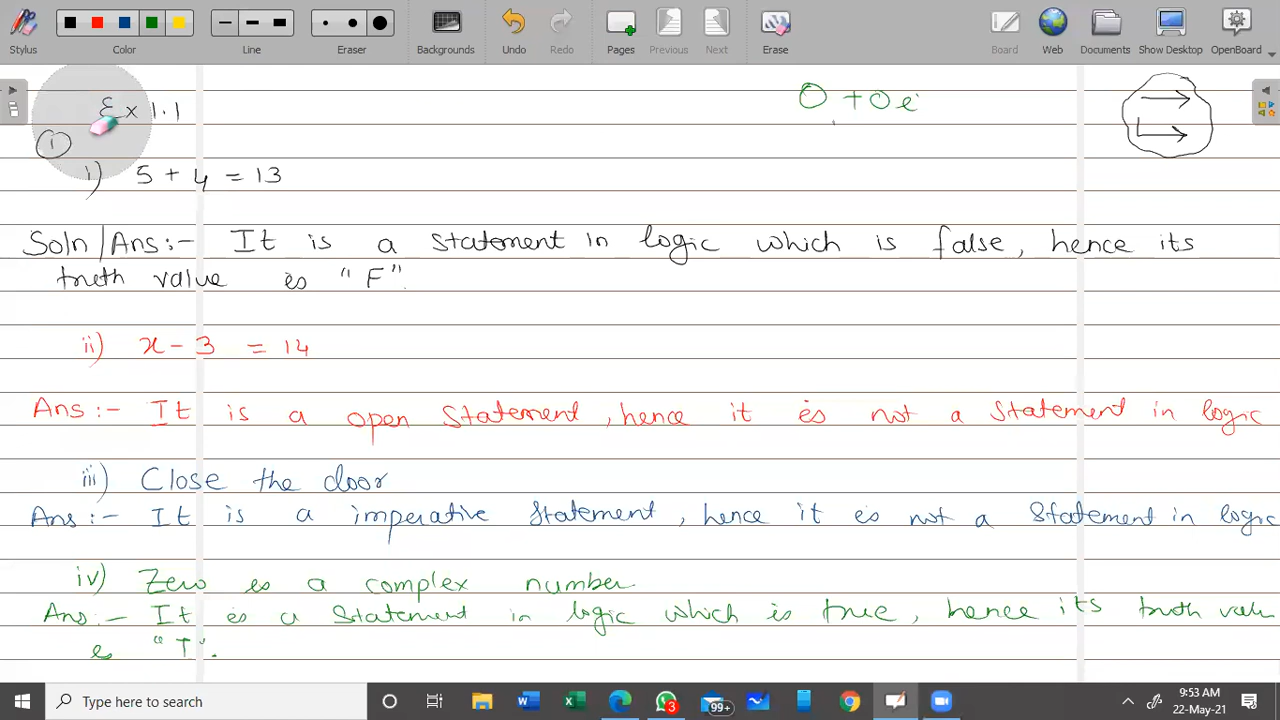 Stylus
Color
Line
Eraser
Backgrounds
Undo
Redo
Pages
Previous
Next
Erase
Board
Web
Documents
Show Desktop
OpenBoard
Ex 1.1
0 + 0i
1
i) 5 + 4 = 13
Soln/Ans:- It is a statement in logic which is false, hence its
truth value is "F".
ii) x - 3 = 14
Ans:- It is a open statement, hence it is not a statement in logic
iii) Close the door
Ans:- It is a imperative statement, hence it is not a statement in logic
iv) Zero is a complex number
Ans:- It is a statement in logic which is true, hence its truth valu
is "T".
Type here to search
3
99+
9:53 AM
22-May-21